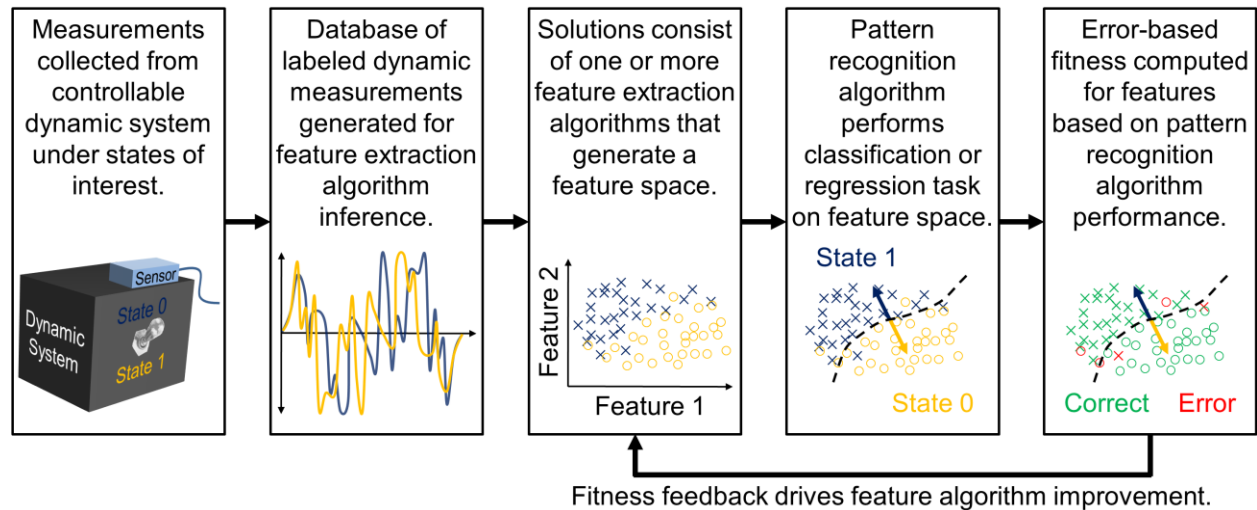 Measurements
collected from
controllable
dynamic system
under states of
interest.
Sensor
State 0
Dynamic
System
State 1
Database of
labeled dynamic
measurements
generated for
feature extraction
algorithm
inference.
Solutions consist
of one or more
feature extraction
algorithms that
generate a
feature space.
Feature 2
Feature 1
Pattern
recognition
algorithm
performs
classification or
regression task
on feature space.
State 1
State 0
Error-based
fitness computed
for features
based on pattern
recognition
algorithm
performance.
Correct
Error
Fitness feedback drives feature algorithm improvement.